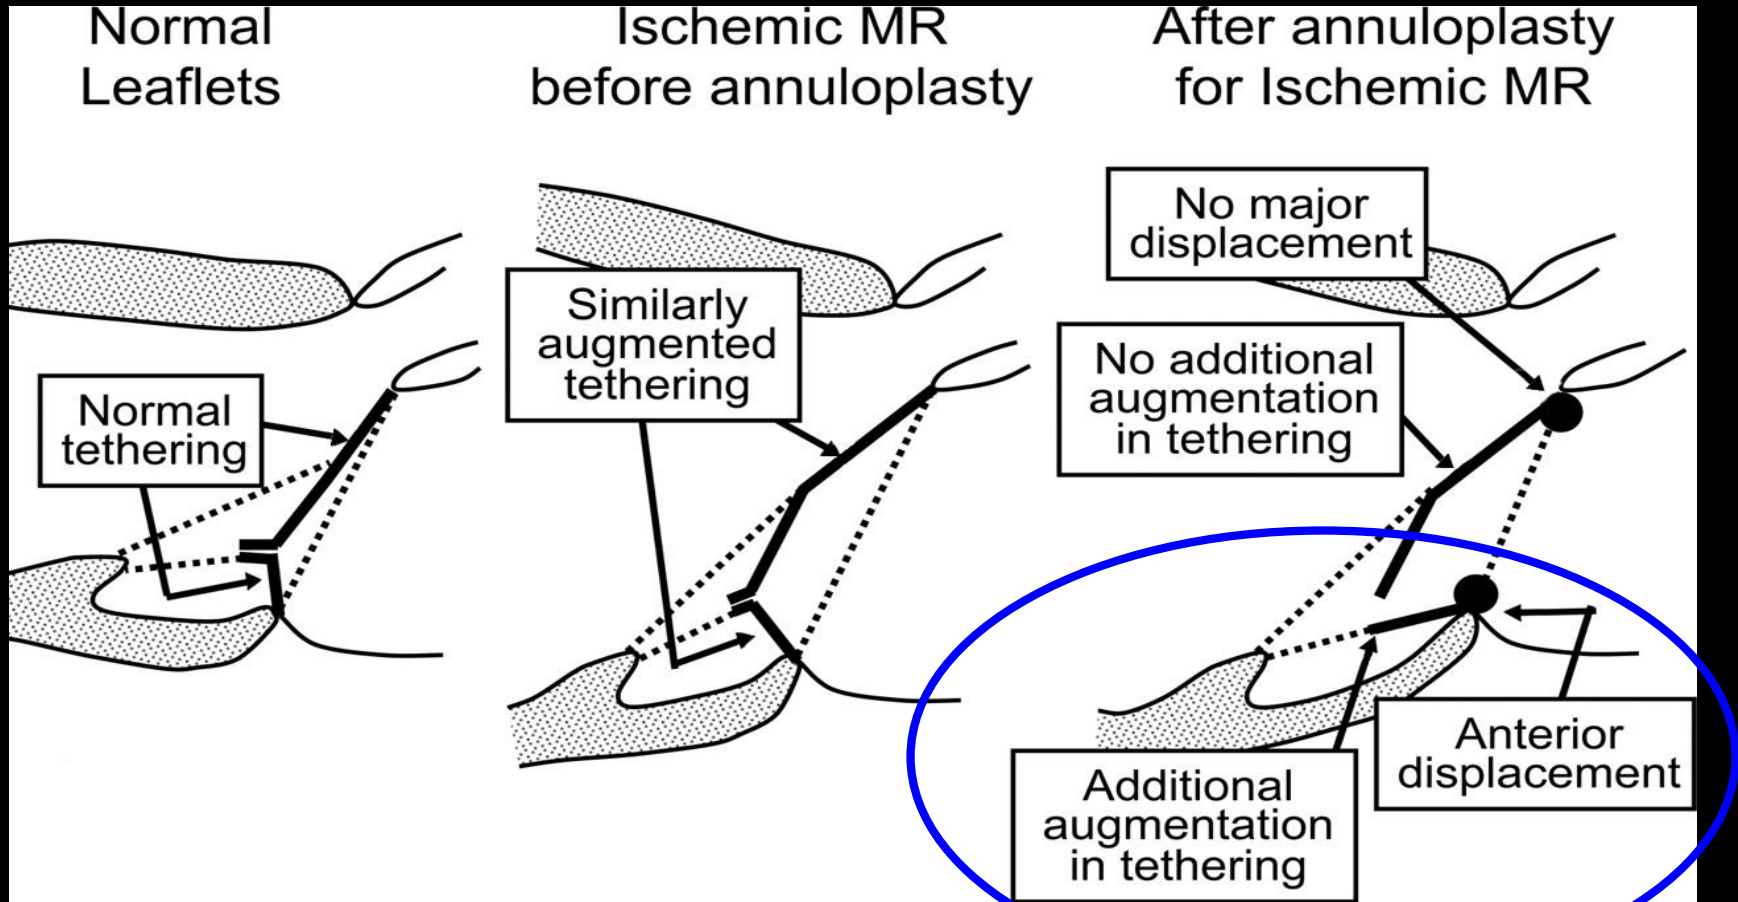 Normal
Leaflets
Ischemic MR
before annuloplasty
After annuloplasty
for Ischemic MR
Normal
tethering
Similarly
augmented
tethering
No major
displacement
No additional
augmentation
in tethering
Additional
augmentation
in tethering
Anterior
displacement